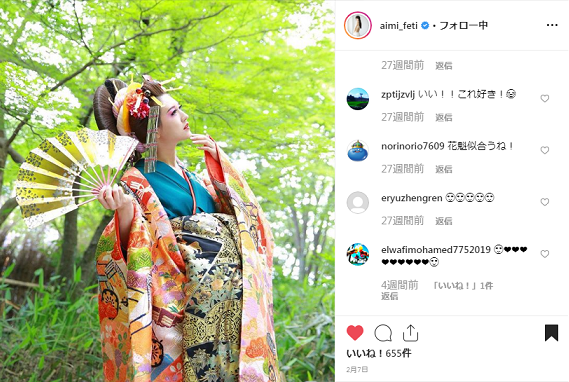 aimi_feti • フォロー中
27週間前 返信
zptijzvlj いい！！これ好き！😭
27週間前 返信
norinorio7609 花魁似合うね！
27週間前 返信
eryuzhengren 😍😍😍😍😍
27週間前 返信
elwafimohamed7752019 😍❤❤❤
❤❤❤❤❤❤❤😍
4週間前 「いいね！」1件
返信
いいね！655件
2月7日